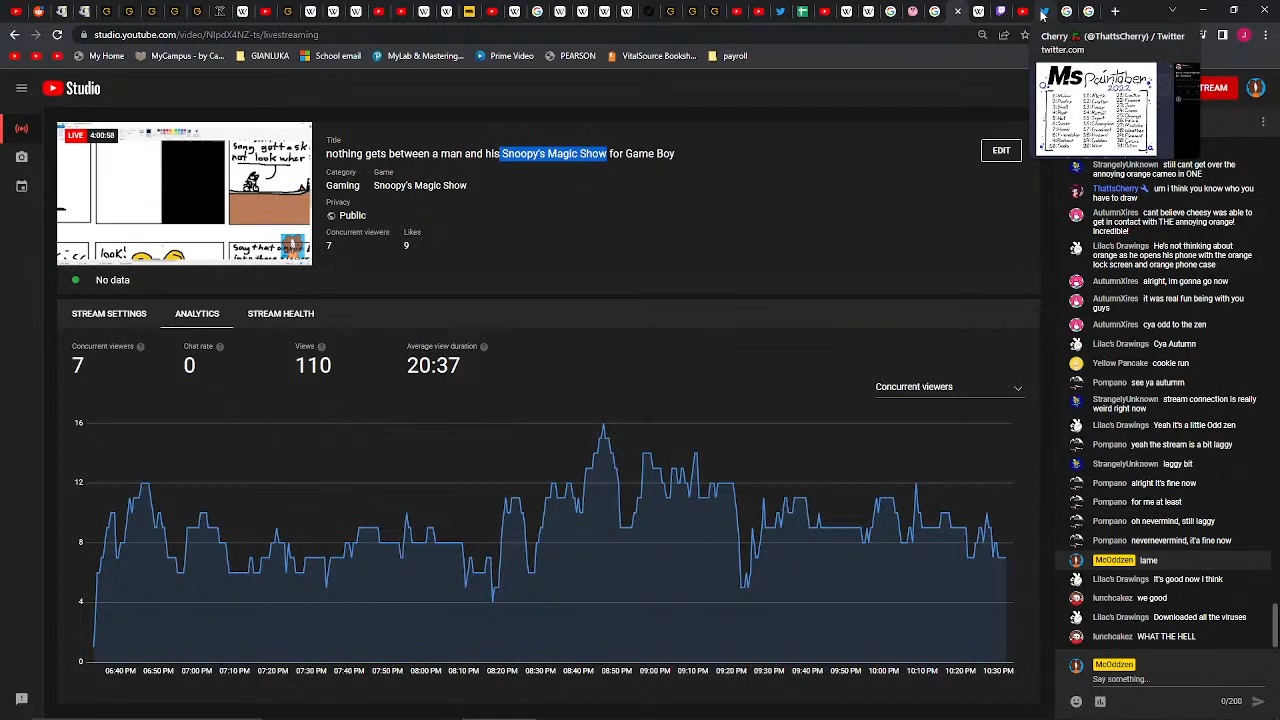 studio.youtube.com/video/NIpdX4NZ-ts/livestreaming
Cherry (@ThattsCherry) / Twitter
twitter.com
My Home
MyCampus - by Ca...
GIANLUKA
School email
MyLab & Mastering...
Prime Video
PEARSON
VitalSource Bookst...
payroll
Studio
Ms Paintober
2022
LIVE 4:00:58
sang gotta sk
not look wher
look!
Title
nothing gets between a man and his Snoopy's Magic Show for Game Boy
EDIT
Category Game
Gaming Snoopy's Magic Show
Privacy
Public
Concurrent viewers Likes
7 9
No data
STREAM SETTINGS ANALYTICS STREAM HEALTH
Concurrent viewers Chat rate Views Average view duration
7 0 110 20:37
Concurrent viewers
16
12
8
4
0
06:40 PM 06:50 PM 07:00 PM 07:10 PM 07:20 PM 07:30 PM 07:40 PM 07:50 PM 08:00 PM 08:10 PM 08:20 PM 08:30 PM 08:40 PM 08:50 PM 09:00 PM 09:10 PM 09:20 PM 09:30 PM 09:40 PM 09:50 PM 10:00 PM 10:10 PM 10:20 PM 10:30 PM
StrangelyUnknown still cant get over the
annoying orange cameo in ONE
ThattsCherry um i think you know who you
have to draw
AutumnXires cant believe cheesy was able to
get in contact with THE annoying orange!
Incredible!
Lilac's Drawings He's not thinking about
orange as he opens his phone with the orange
lock screen and orange phone case
AutumnXires alright, im gonna go now
AutumnXires it was real fun being with you
guys
AutumnXires cya odd to the zen
Lilac's Drawings Cya Autumn
Yellow Pancake cookie run
Pompano see ya autumm
StrangelyUnknown stream connection is really
weird right now
Lilac's Drawings Yeah it's a little Odd zen
Pompano yeah the stream is a bit laggy
StrangelyUnknown laggy bit
Pompano alright it's fine now
Pompano for me at least
Pompano oh nevermind, still laggy
Pompano nevernevermind, it's fine now
McOddzen lame
Lilac's Drawings It's good now I think
lunchcakez we good
Lilac's Drawings Downloaded all the viruses
lunchcakez WHAT THE HELL
McOddzen
Say something...
0/200